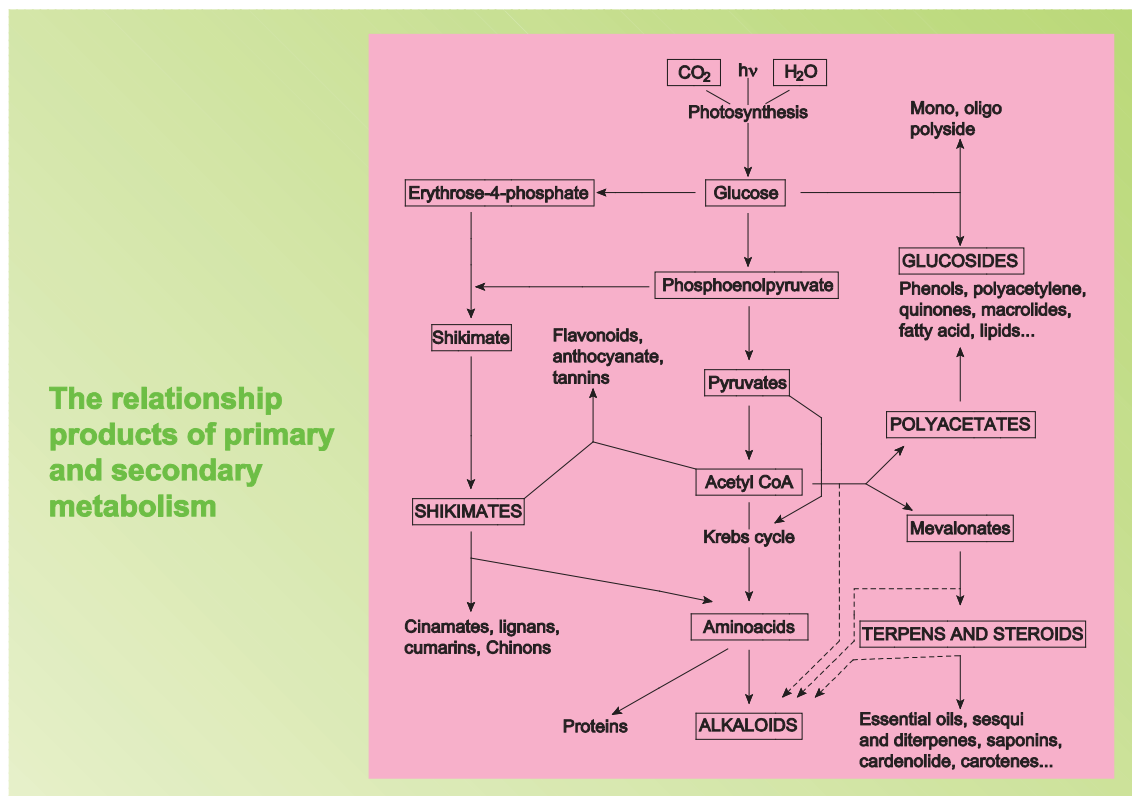 The relationship
products of primary
and secondary
metabolism
CO₂
hν
H₂O
Photosynthesis
Mono, oligo
polyside
Erythrose-4-phosphate
Glucose
GLUCOSIDES
Phenols, polyacetylene,
quinones, macrolides,
fatty acid, lipids...
Phosphoenolpyruvate
Shikimate
Flavonoids,
anthocyanate,
tannins
Pyruvates
POLYACETATES
Acetyl CoA
SHIKIMATES
Krebs cycle
Mevalonates
Cinamates, lignans,
cumarins, Chinons
Aminoacids
TERPENS AND STEROIDS
Proteins
ALKALOIDS
Essential oils, sesqui
and diterpenes, saponins,
cardenolide, carotenes...